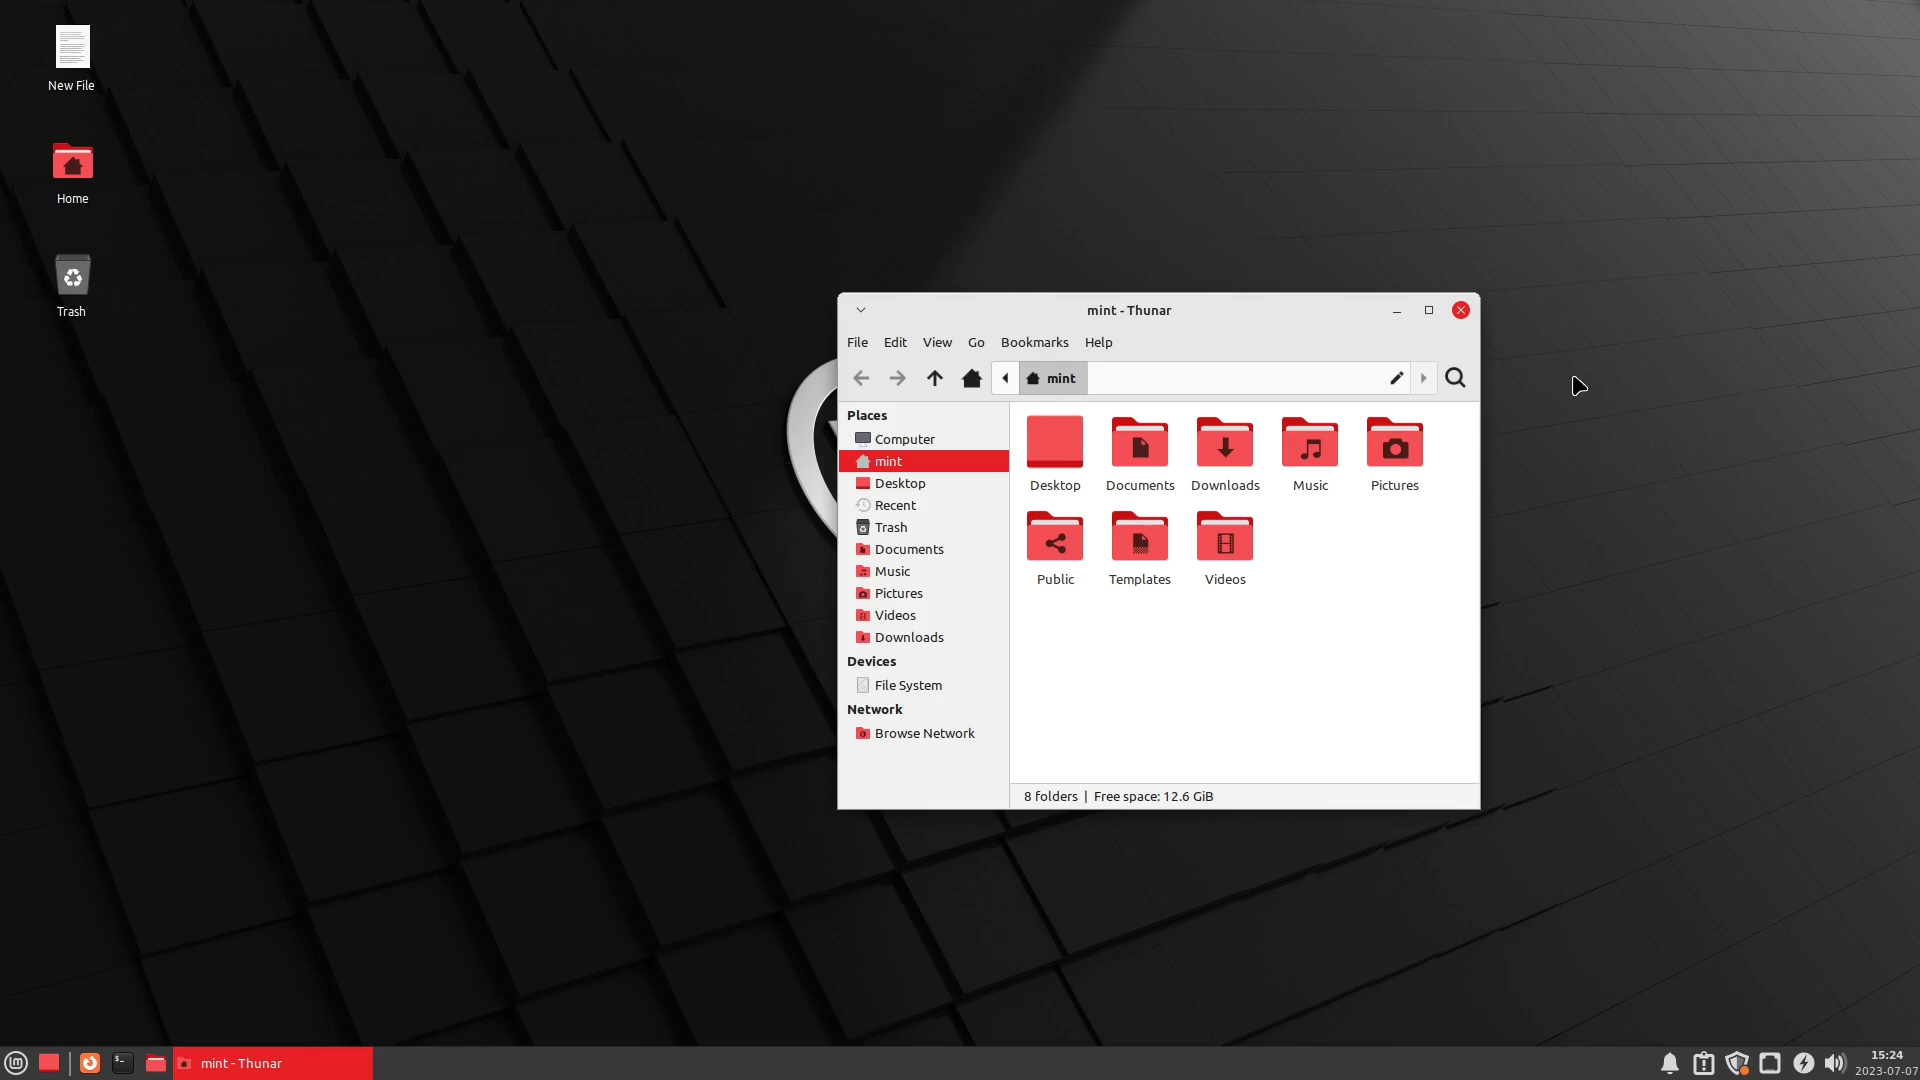 New File
Home
Trash
mint - Thunar
File Edit View Go Bookmarks Help
mint
Places
Computer
mint
Desktop
Recent
Trash
Documents
Music
Pictures
Videos
Downloads
Devices
File System
Network
Browse Network
Desktop Documents Downloads Music Pictures
Public Templates Videos
8 folders | Free space: 12.6 GiB
mint - Thunar
15:24
2023-07-07